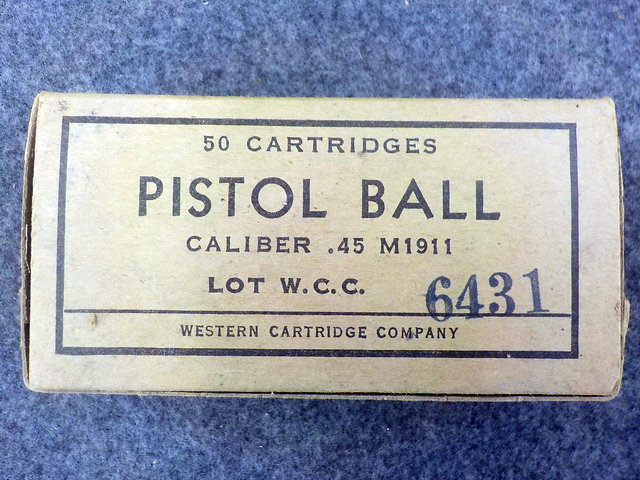 50 CARTRIDGES
PISTOL BALL
CALIBER .45 M1911
LOT W.C.C. 6431
WESTERN CARTRIDGE COMPANY